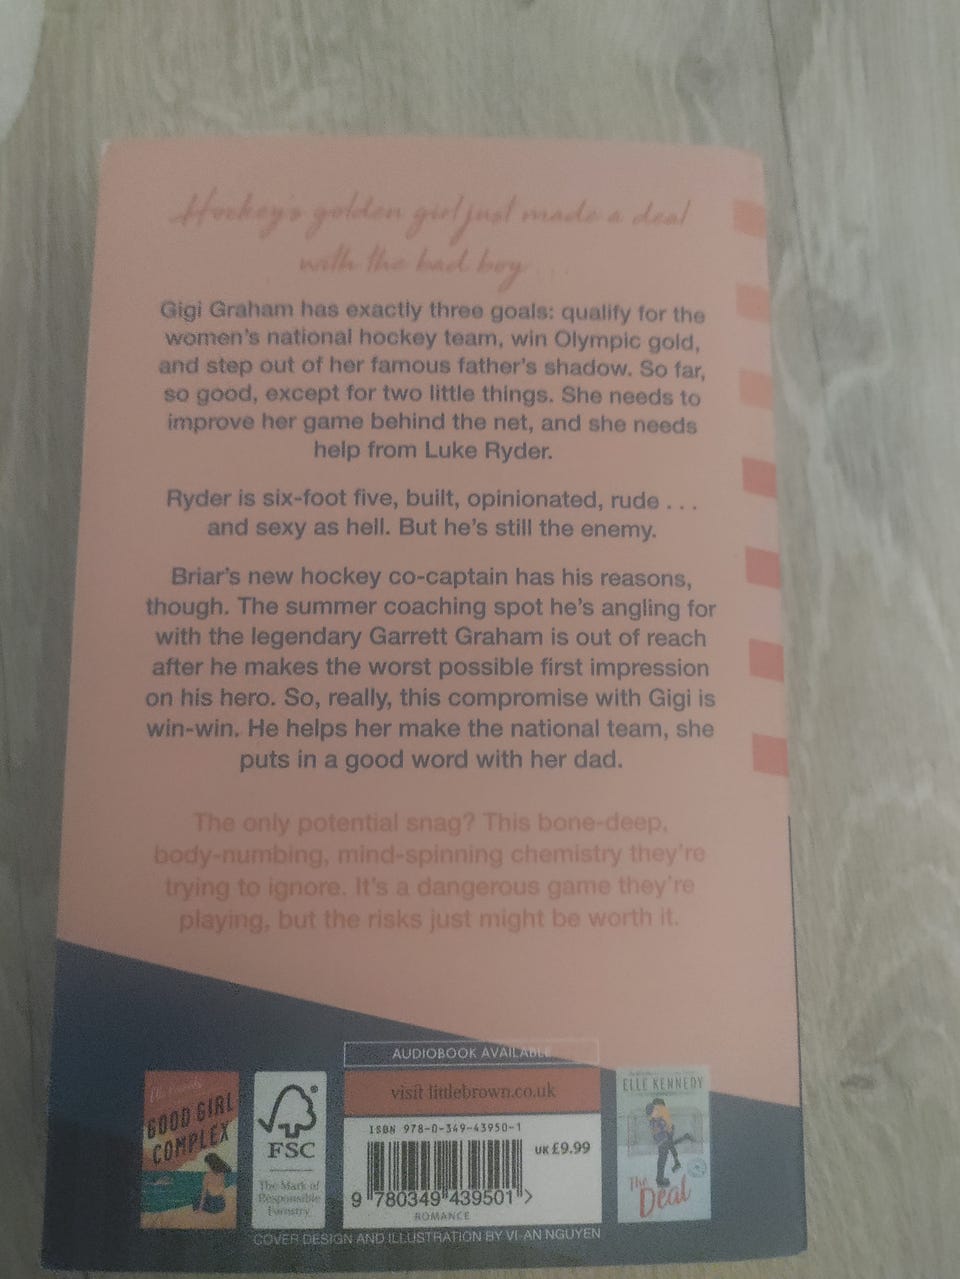 Hockey's golden girl just made a deal
with the bad boy . . .
Gigi Graham has exactly three goals: qualify for the
women's national hockey team, win Olympic gold,
and step out of her famous father's shadow. So far,
so good, except for two little things. She needs to
improve her game behind the net, and she needs
help from Luke Ryder.
Ryder is six-foot five, built, opinionated, rude . . .
and sexy as hell. But he's still the enemy.
Briar's new hockey co-captain has his reasons,
though. The summer coaching spot he's angling for
with the legendary Garrett Graham is out of reach
after he makes the worst possible first impression
on his hero. So, really, this compromise with Gigi is
win-win. He helps her make the national team, she
puts in a good word with her dad.
The only potential snag? This bone-deep,
body-numbing, mind-spinning chemistry they're
trying to ignore. It's a dangerous game they're
playing, but the risks just might be worth it.
AUDIOBOOK AVAILABLE
visit littlebrown.co.uk
ISBN 978-0-349-43950-1
UK £9.99
9 780349 439501 >
ROMANCE
GOOD GIRL
COMPLEX
FSC
The Mark of
Responsible
Forestry
ELLE KENNEDY
The
Deal
COVER DESIGN AND ILLUSTRATION BY VI-AN NGUYEN